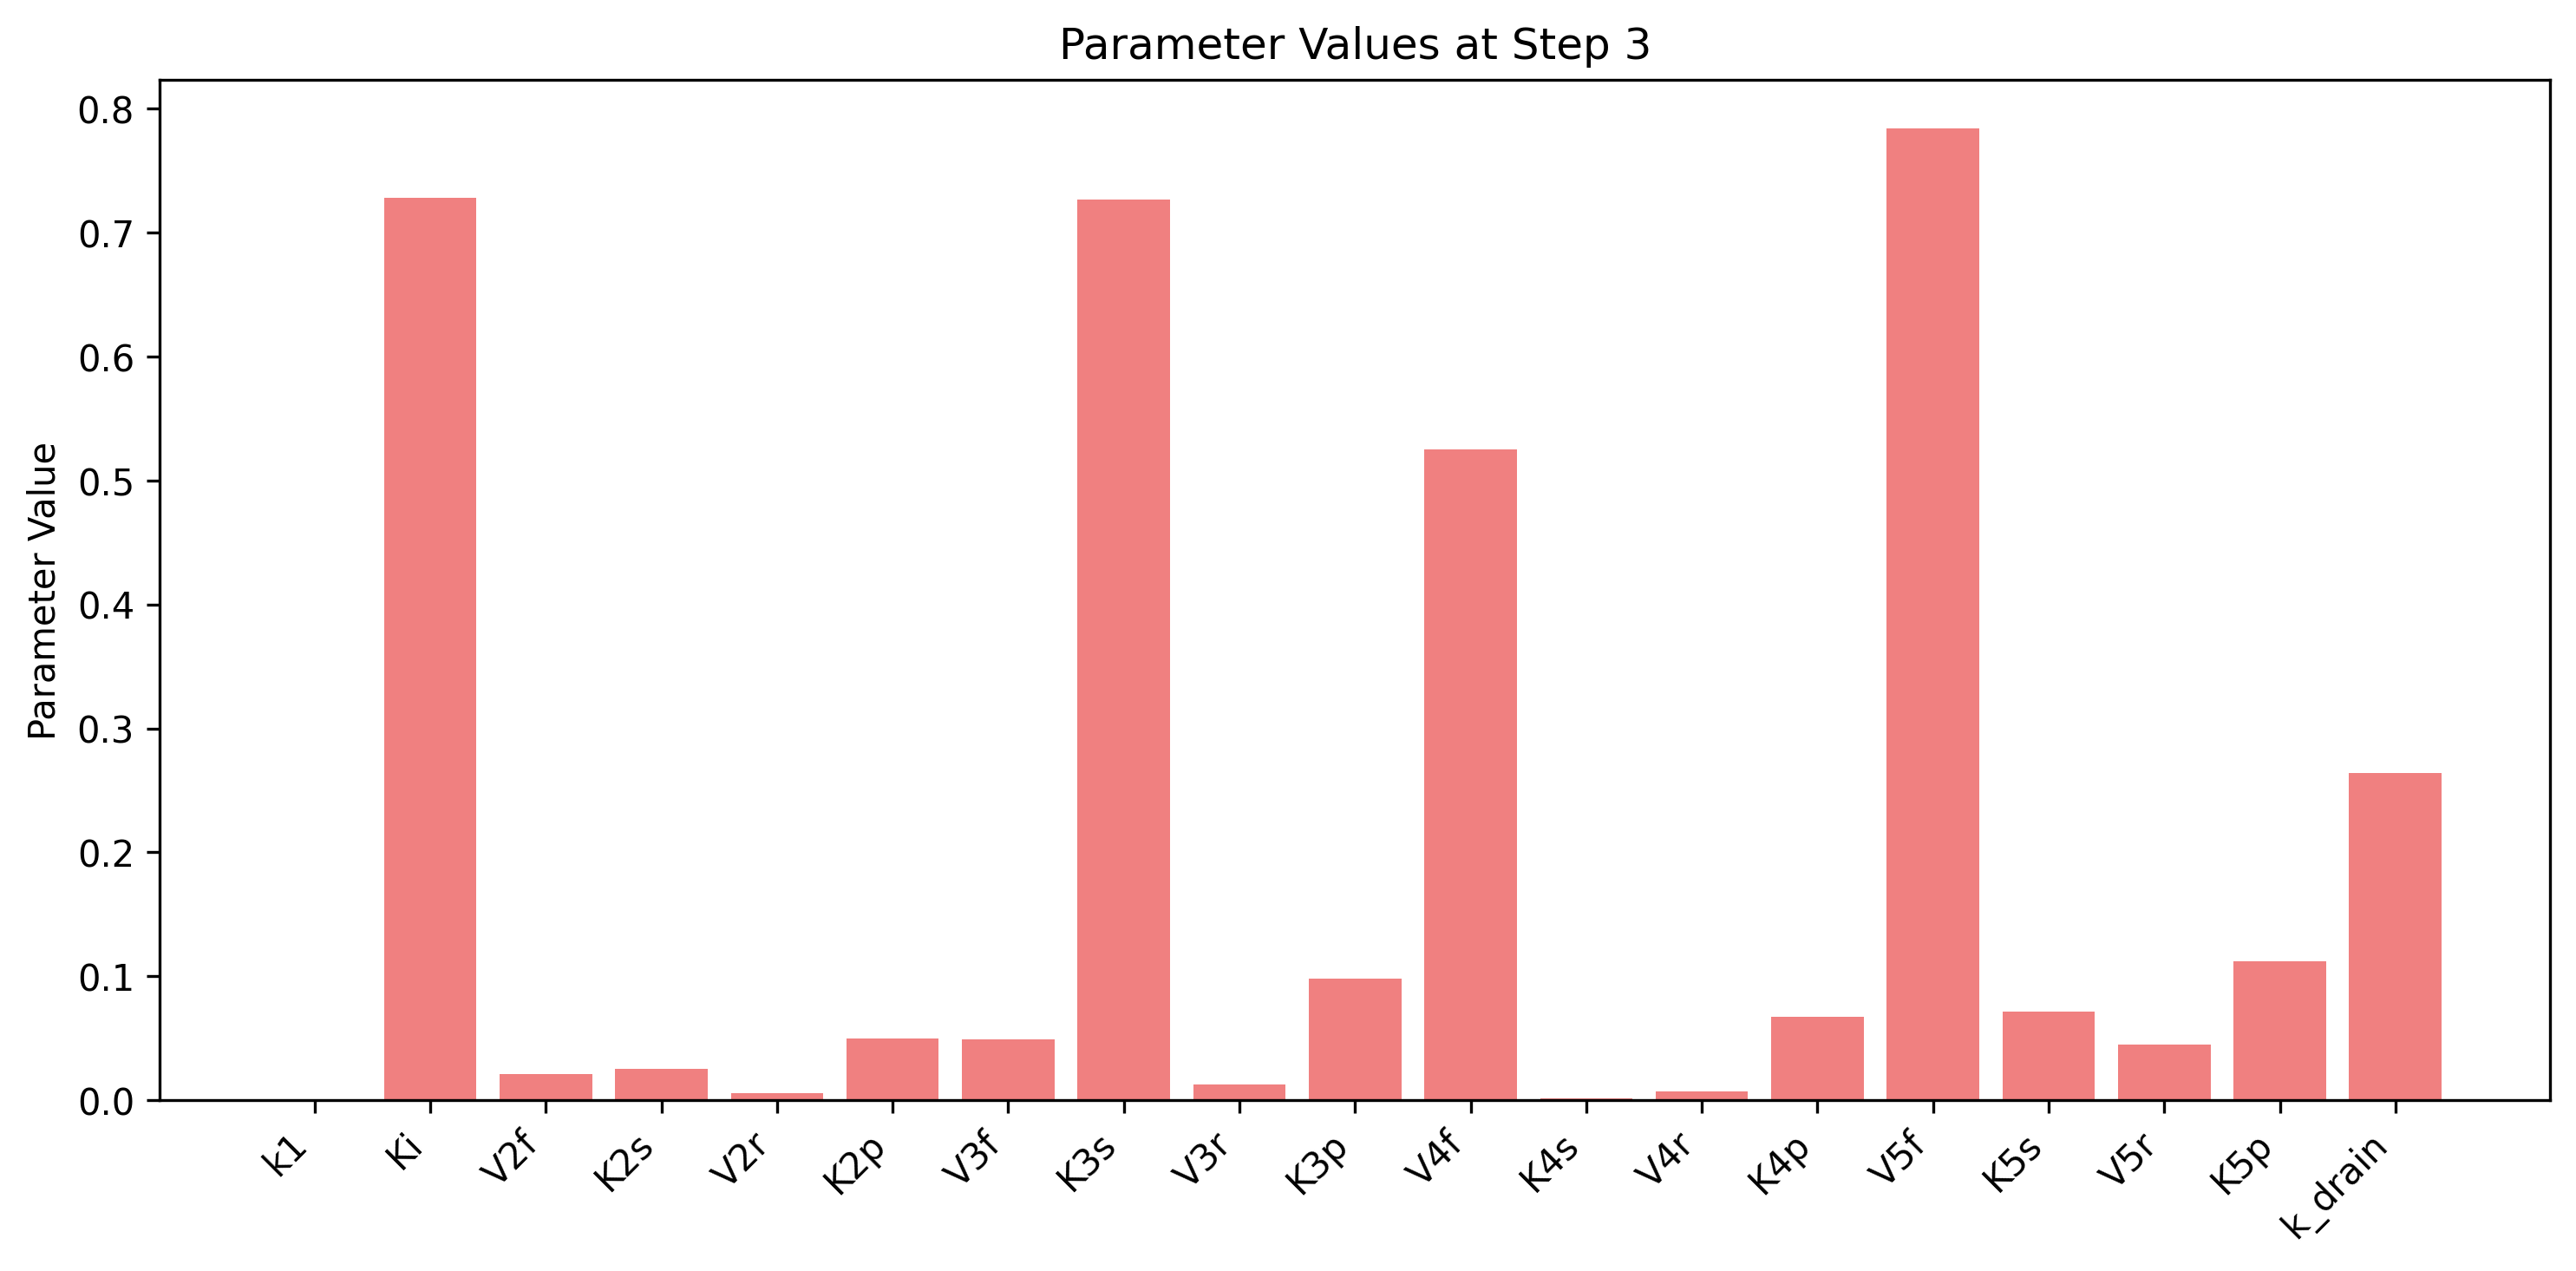 Parameter Values at Step 3
Parameter Value
0.8
0.7
0.6
0.5
0.4
0.3
0.2
0.1
0.0
k1
Ki
V2f
K2s
V2r
K2p
V3f
K3s
V3r
K3p
V4f
K4s
V4r
K4p
V5f
K5s
V5r
K5p
k_drain